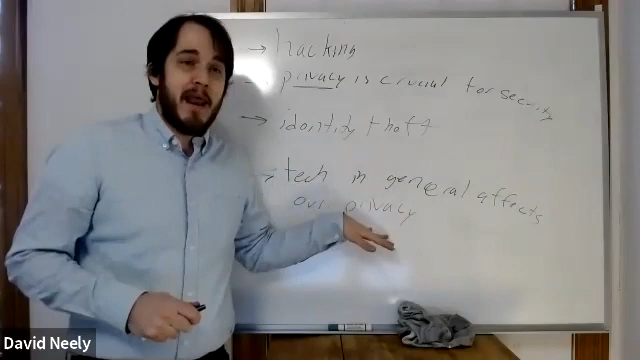 → hacking
→ privacy is crucial for security
→ identity theft
→ tech in general affects
our privacy
David Neely